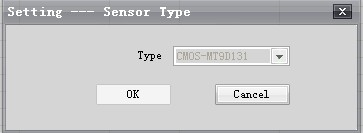 Setting --- Sensor Type
Type CMOS-MT9D131
OK Cancel